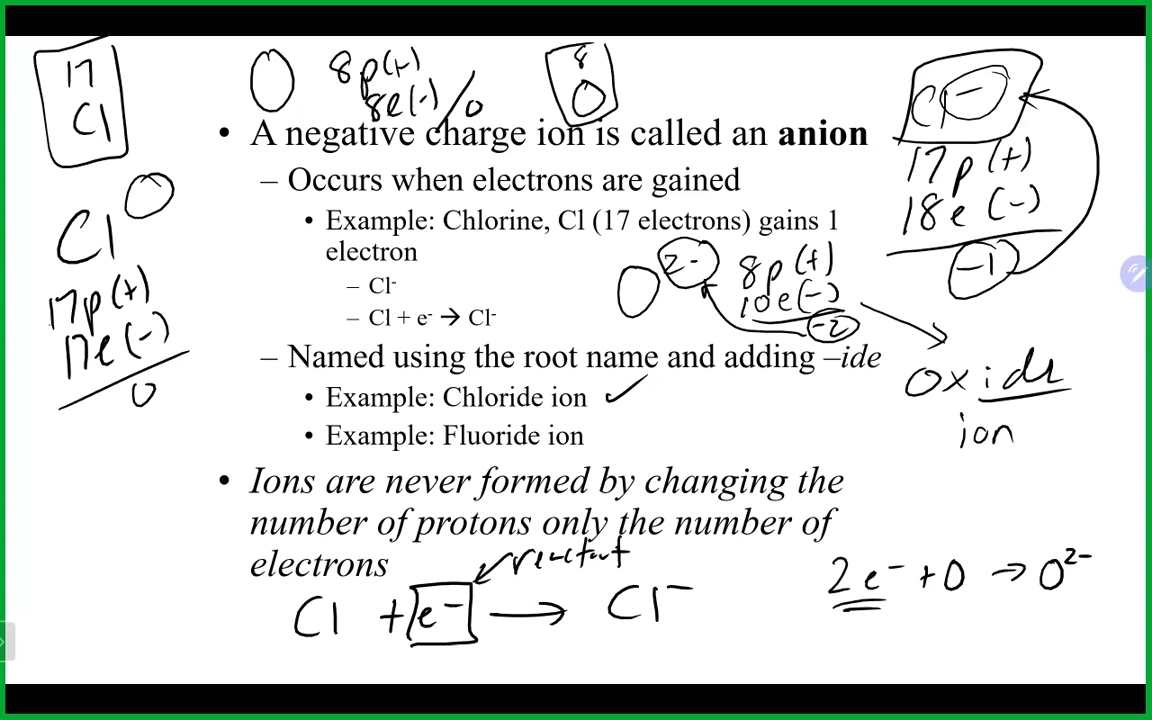 17
Cl
O 8p(+)
8e(-)/0
8
O
Cl-
17p(+)
18e(-)
-1
Cl 0
17p(+)
17e(-)
0
• A negative charge ion is called an anion
– Occurs when electrons are gained
• Example: Chlorine, Cl (17 electrons) gains 1
electron
– Cl-
– Cl + e- → Cl-
O 2- 8p(+)
10e(-)
-2
– Named using the root name and adding –ide
• Example: Chloride ion ✓
• Example: Fluoride ion
oxide
ion
• Ions are never formed by changing the
number of protons only the number of
electrons
reactant
Cl + e- → Cl-
2e- + O → O2-